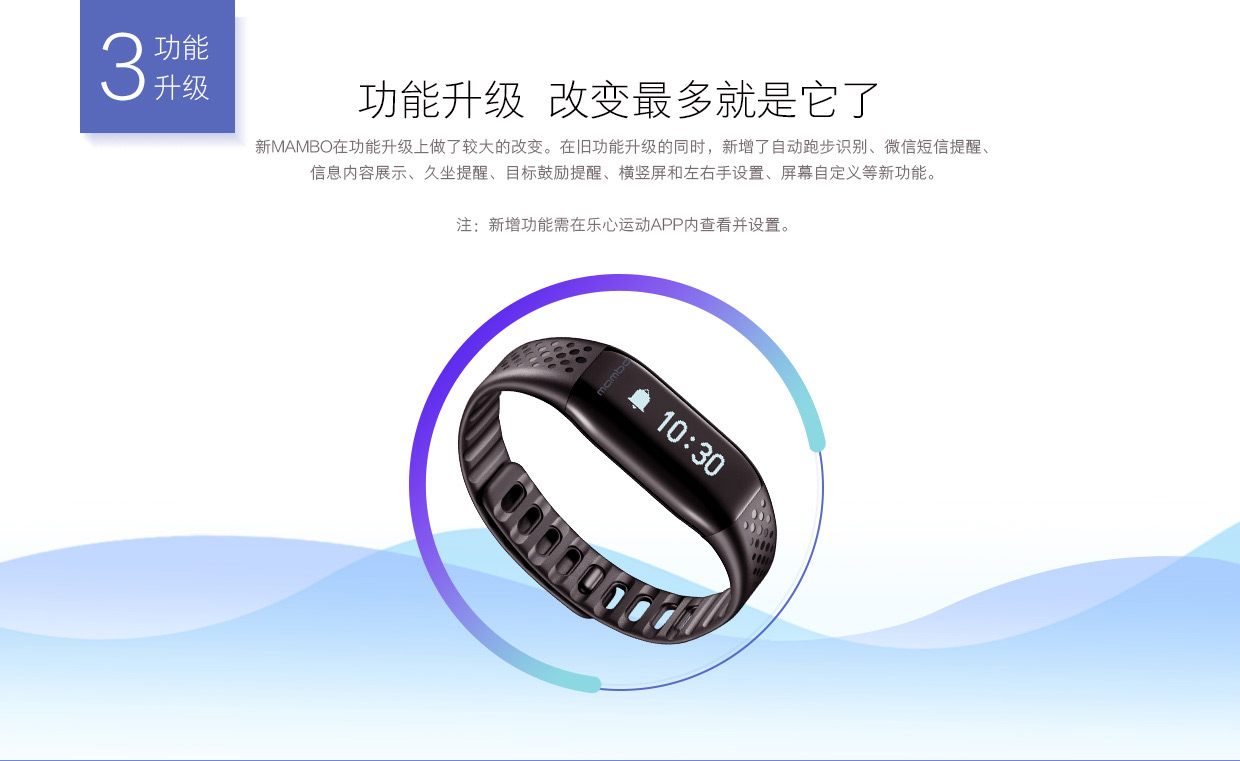 3 功能
升级
功能升级 改变最多就是它了
新MAMBO在功能升级上做了较大的改变。在旧功能升级的同时，新增了自动跑步识别、微信短信提醒、
信息内容展示、久坐提醒、目标鼓励提醒、横竖屏和左右手设置、屏幕自定义等新功能。
注：新增功能需在乐心运动APP内查看并设置。
mambo
10:30